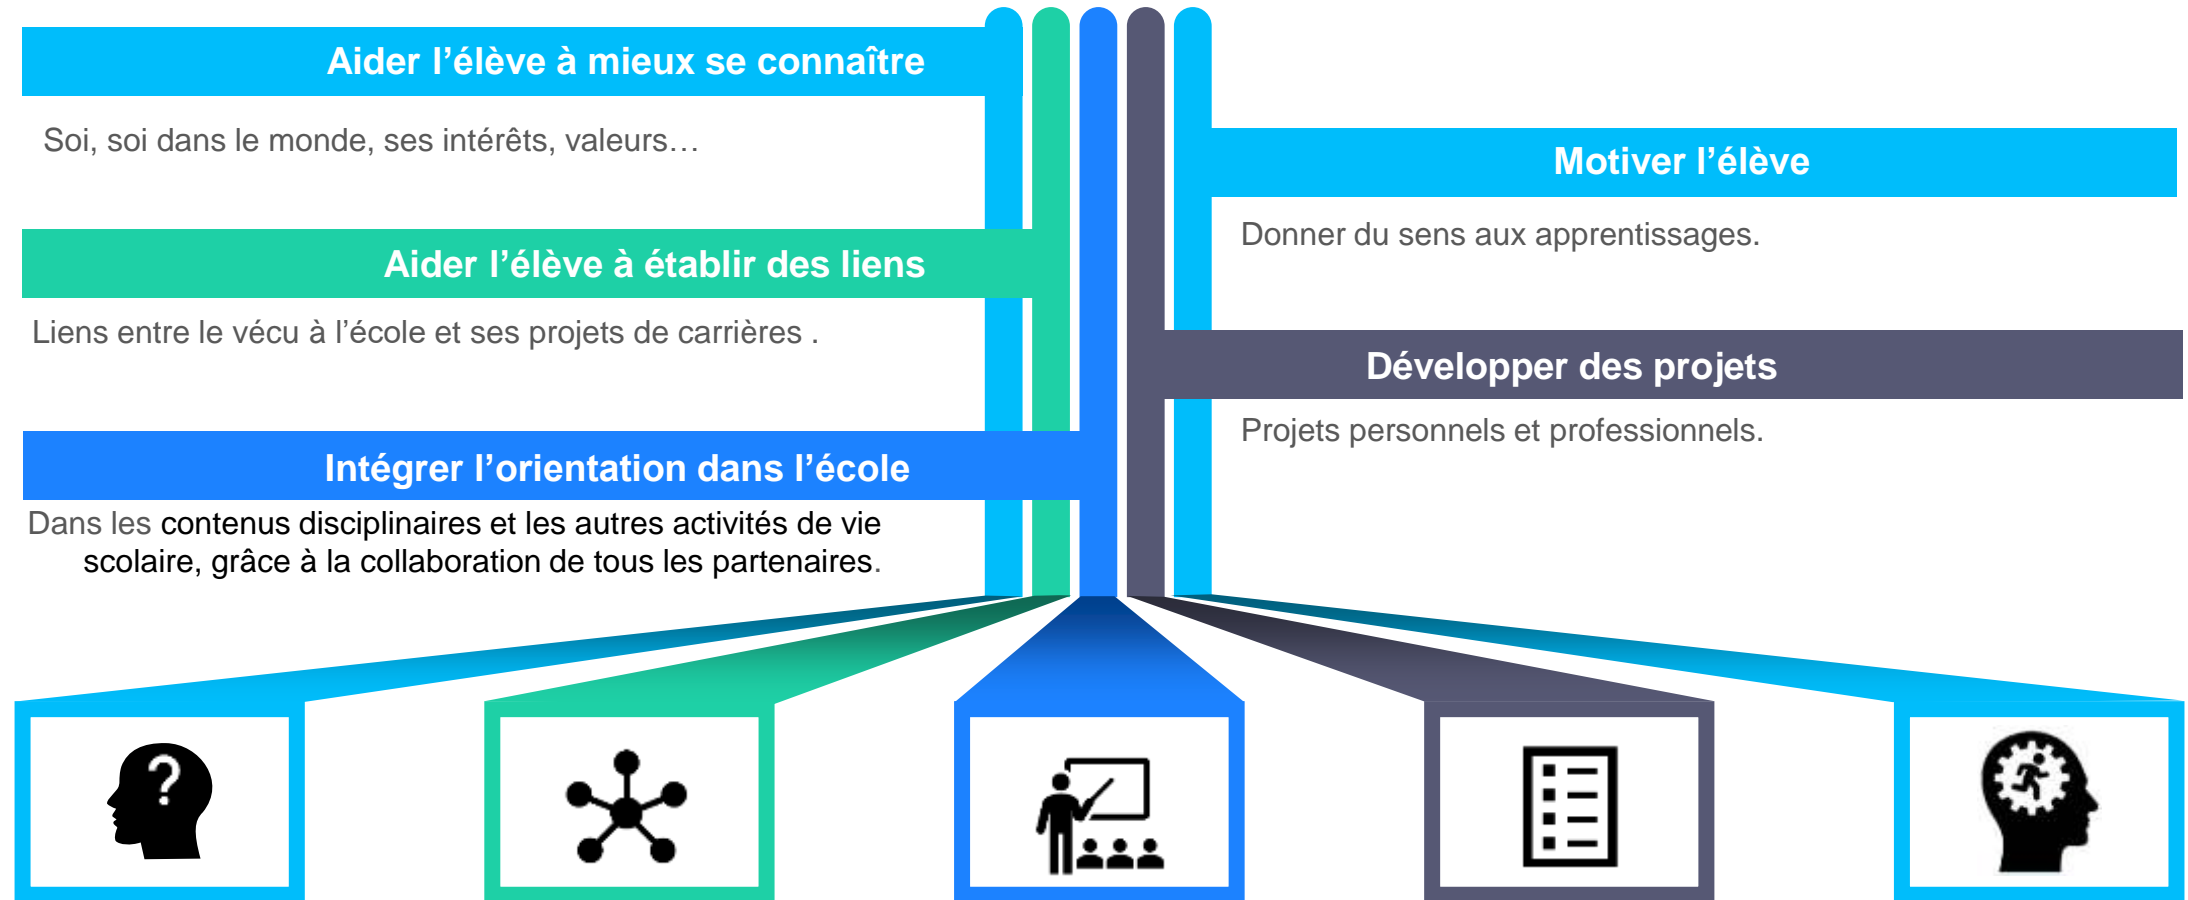 Aider l’élève à mieux se connaître
Soi, soi dans le monde, ses intérêts, valeurs…
Aider l’élève à établir des liens
Liens entre le vécu à l’école et ses projets de carrières .
Intégrer l’orientation dans l’école
Dans les contenus disciplinaires et les autres activités de vie
scolaire, grâce à la collaboration de tous les partenaires.
Motiver l’élève
Donner du sens aux apprentissages.
Développer des projets
Projets personnels et professionnels.
?